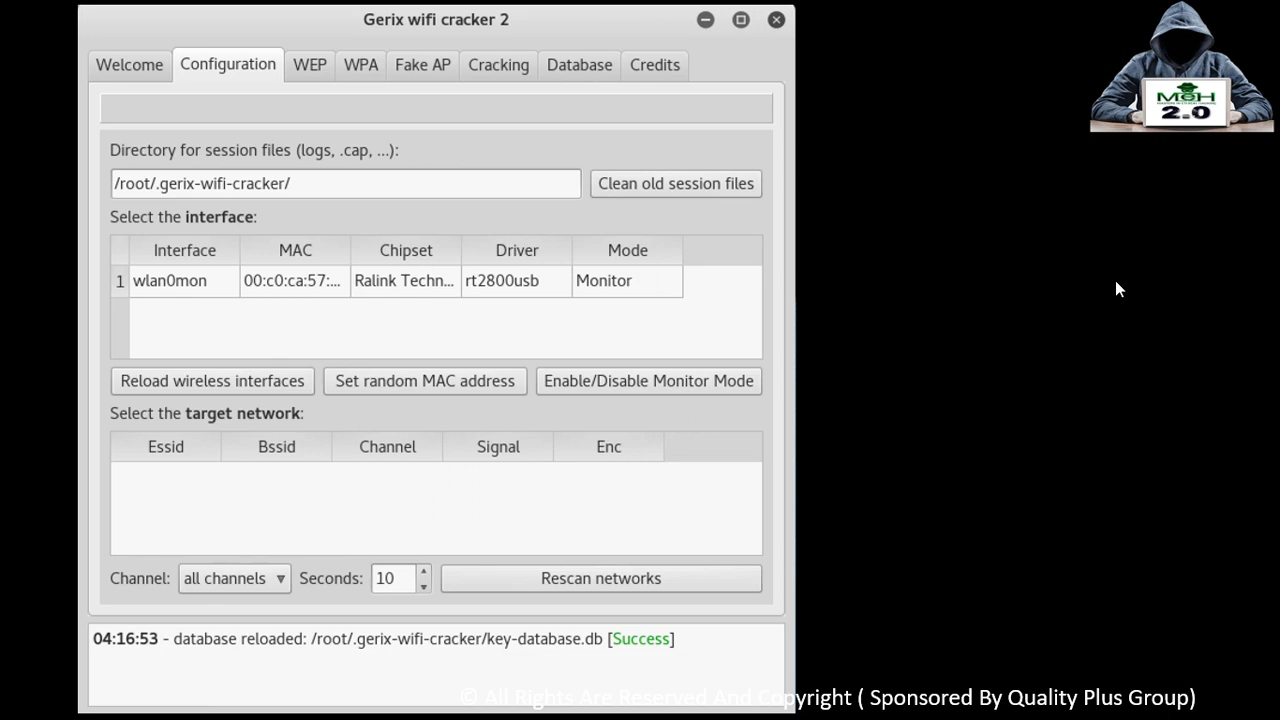 Gerix wifi cracker 2
Welcome Configuration WEP WPA Fake AP Cracking Database Credits
Directory for session files (logs, .cap, ...):
/root/.gerix-wifi-cracker/ Clean old session files
Select the interface:
Interface MAC Chipset Driver Mode
1 wlan0mon 00:c0:ca:57:... Ralink Techn... rt2800usb Monitor
Reload wireless interfaces Set random MAC address Enable/Disable Monitor Mode
Select the target network:
Essid Bssid Channel Signal Enc
Channel: all channels Seconds: 10 Rescan networks
04:16:53 - database reloaded: /root/.gerix-wifi-cracker/key-database.db [Success]
MeH
2.0
© All Rights Are Reserved And Copyright ( Sponsored By Quality Plus Group)